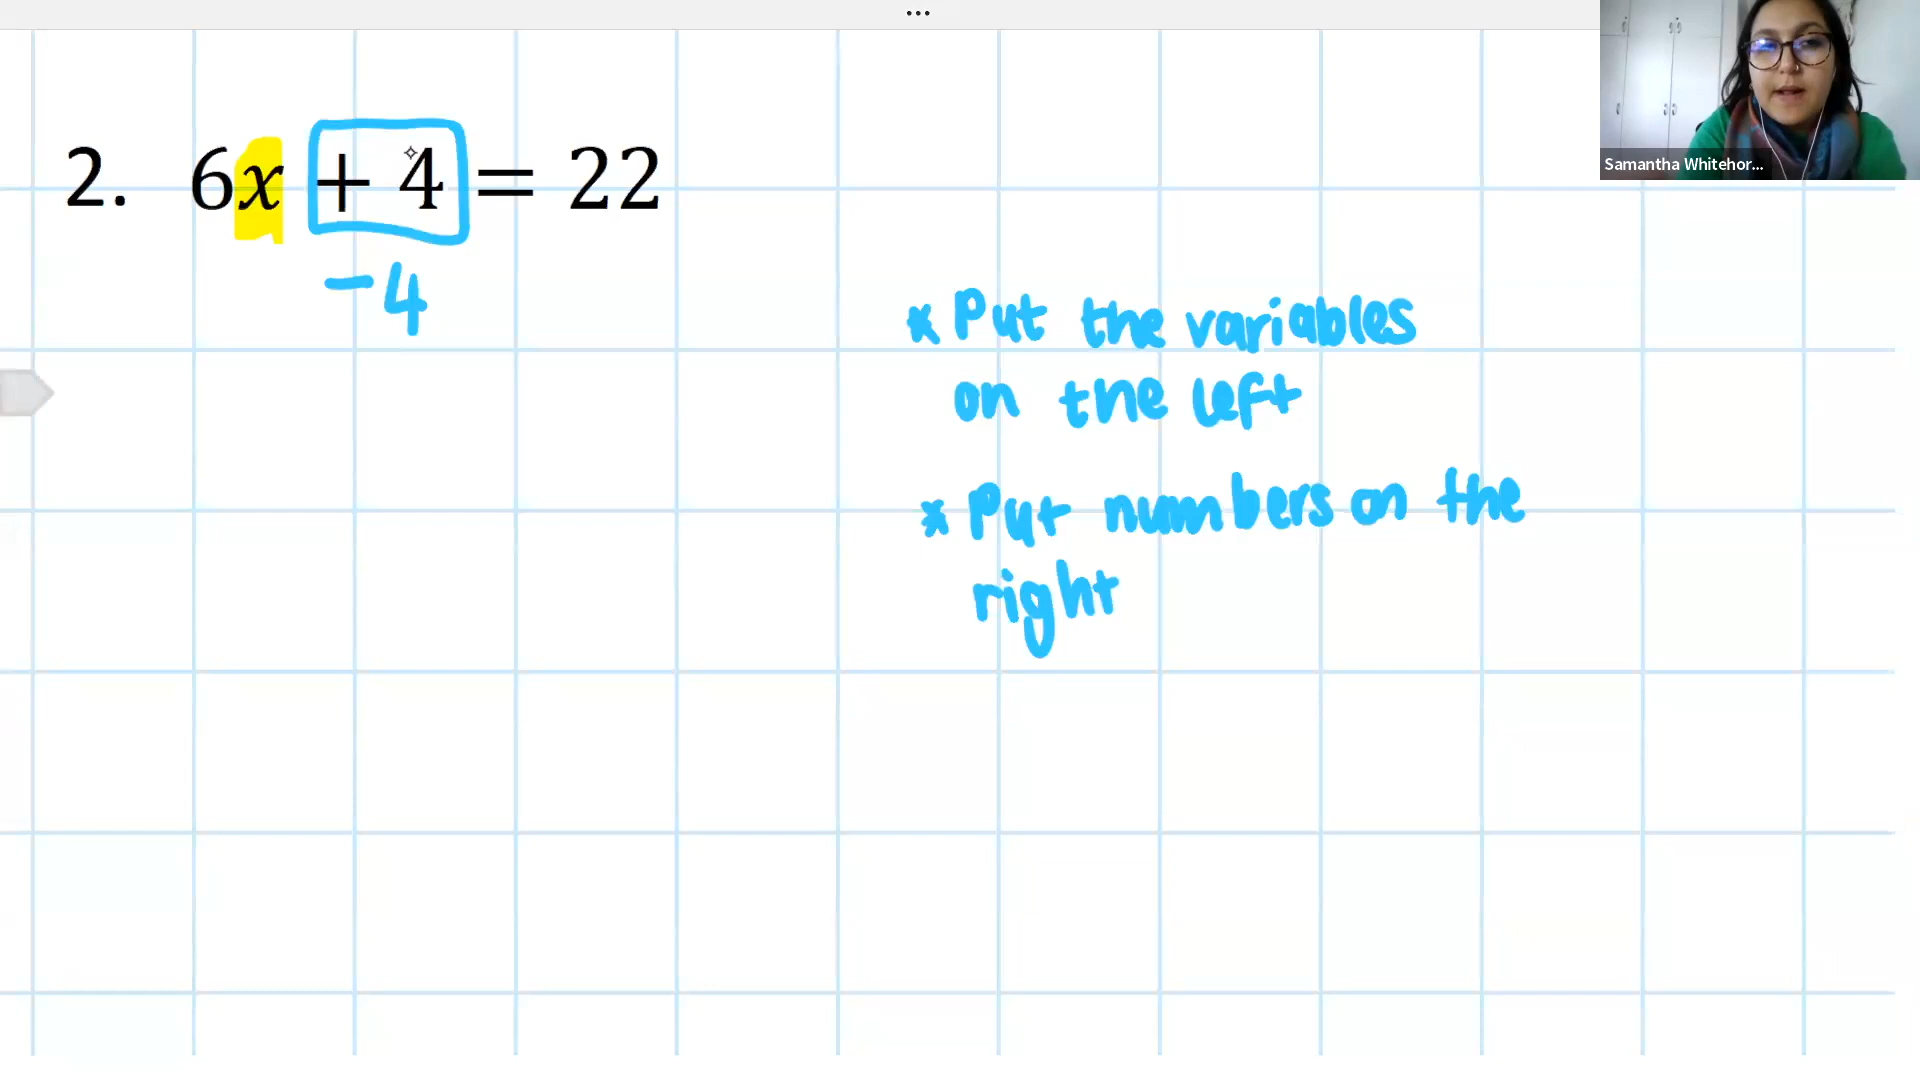 2. 6x + 4 = 22
-4
* Put the variables
on the left
* Put numbers on the
right
Samantha Whitehor...